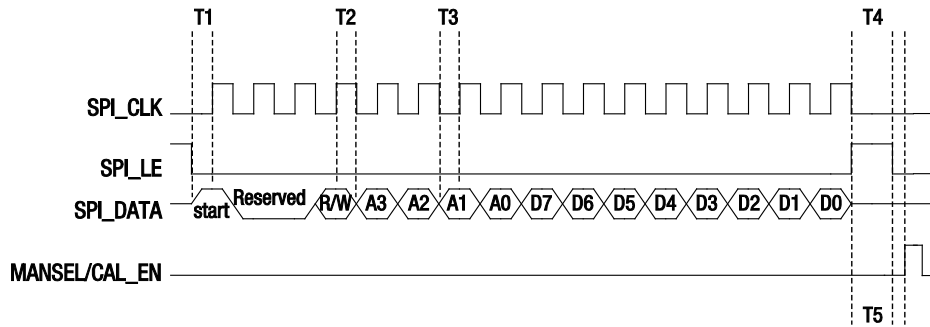 T1 T2 T3 T4
SPI_CLK
SPI_LE
SPI_DATA start Reserved R/W A3 A2 A1 A0 D7 D6 D5 D4 D3 D2 D1 D0
MANSEL/CAL_EN
T5